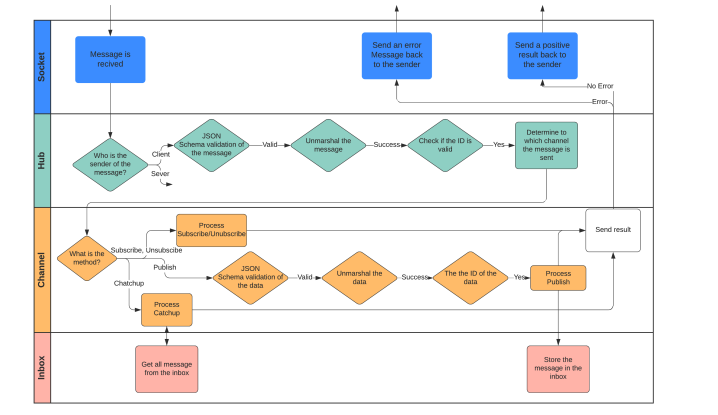 Socket
Message is
recived
Send an error
Message back
to the sender
Send a positive
result back to
the sender
No Error
Error
Hub
Who is the
sender of the
message?
Client
Sever
JSON
Schema validation of
the message
Valid
Unmarshal the
message
Success
Check if the ID is
valid
Yes
Determine to
which channel
the message is
sent
Channel
What is the
method?
Subscribe, Unsubscibe
Publish
Chatchup
Process
Subscribe/Unubscribe
JSON
Schema validation of
the data
Valid
Unmarshal the
data
Success
The the ID of the
data
Yes
Process
Publish
Send result
Process
Catchup
Inbox
Get all message
from the inbox
Store the
message in the
inbox